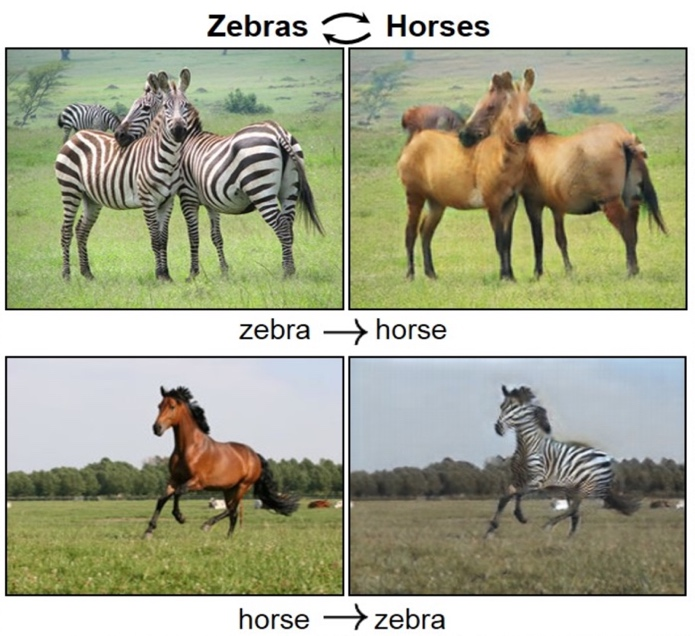 Zebras ⇄ Horses
zebra → horse
horse → zebra